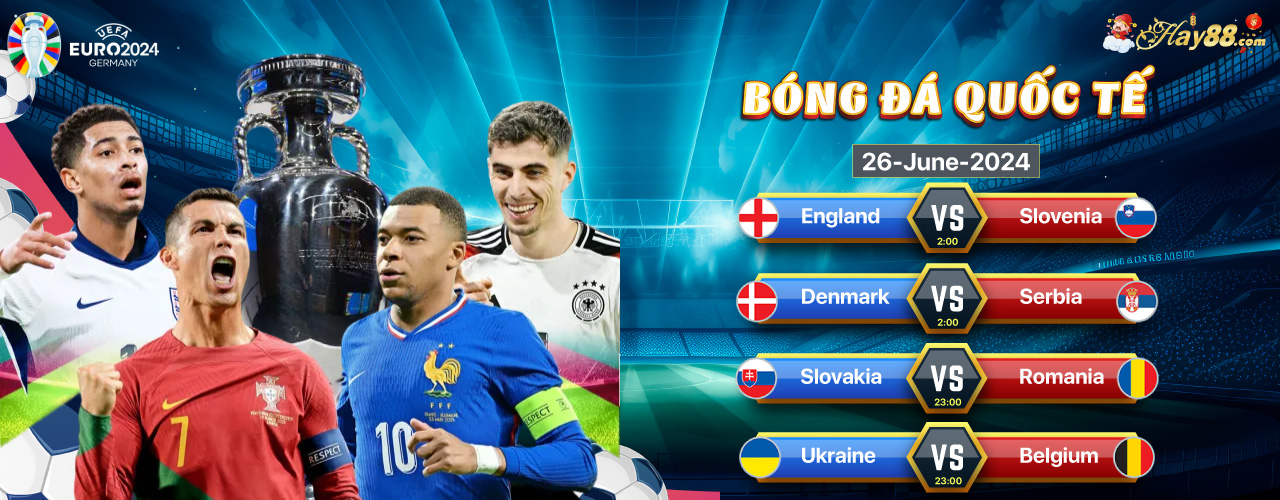 UEFA
EURO2024
GERMANY
Hay88.com
BÓNG ĐÁ QUỐC TẾ
26-June-2024
England VS Slovenia
2:00
Denmark VS Serbia
2:00
Slovakia VS Romania
23:00
Ukraine VS Belgium
23:00
7
RESPECT
FFF
10
RESPECT